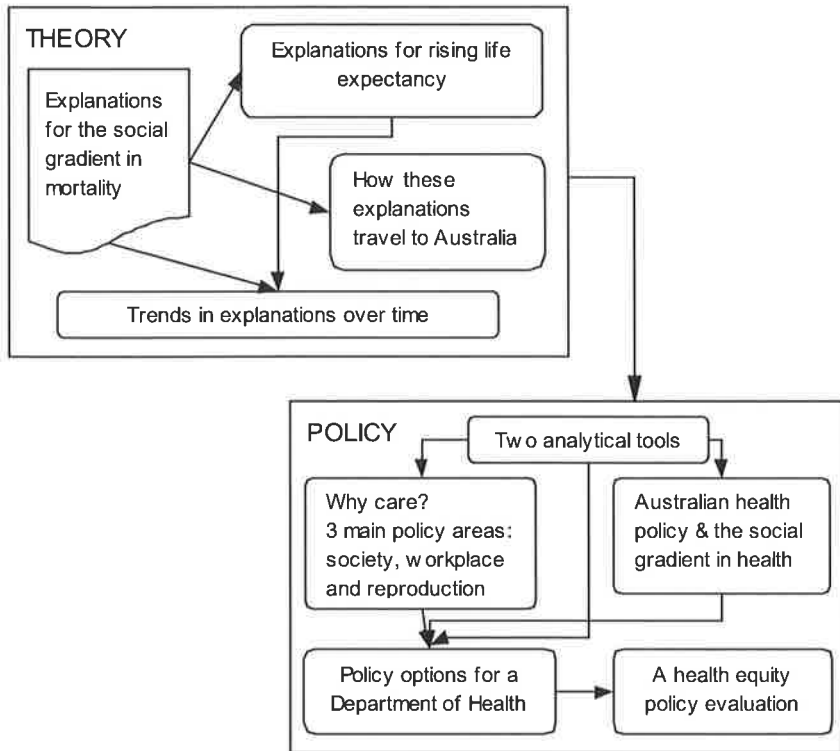 THEORY
Explanations for rising life
expectancy
Explanations
for the social
gradient in
mortality
How these
explanations
travel to Australia
Trends in explanations over time
POLICY
Two analytical tools
Why care?
3 main policy areas:
society, workplace
and reproduction
Australian health
policy & the social
gradient in health
Policy options for a
Department of Health
A health equity
policy evaluation